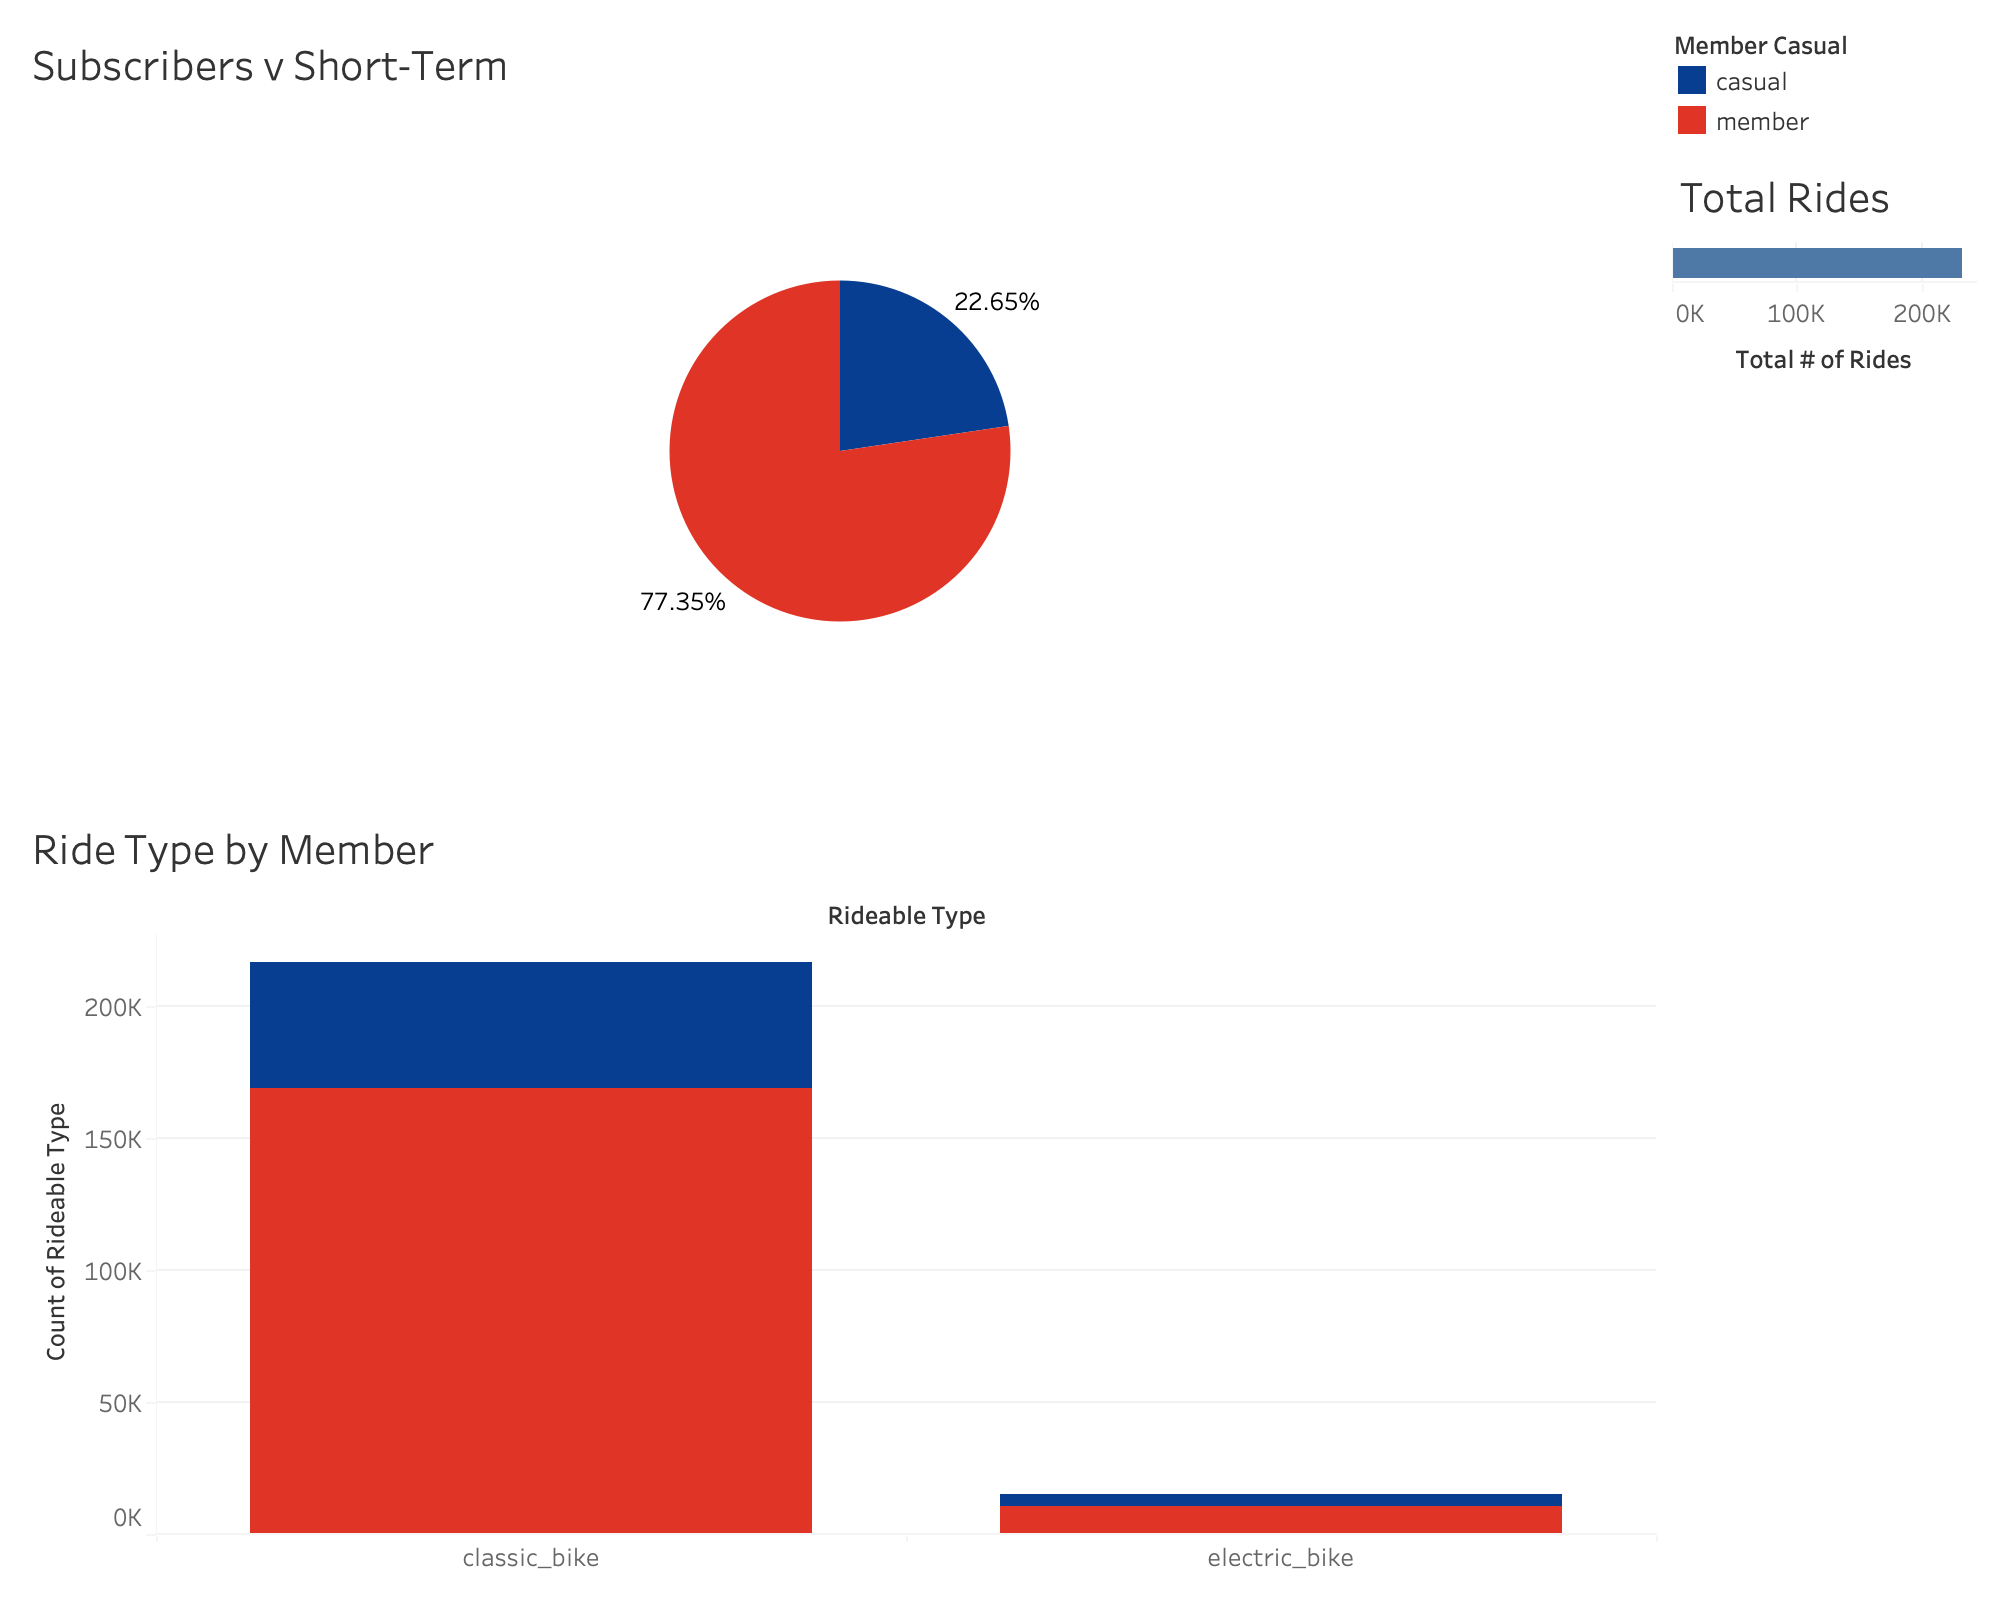 Subscribers v Short-Term
Member Casual
casual
member
Total Rides
0K 100K 200K
Total # of Rides
22.65%
77.35%
Ride Type by Member
Rideable Type
Count of Rideable Type
200K
150K
100K
50K
0K
classic_bike electric_bike